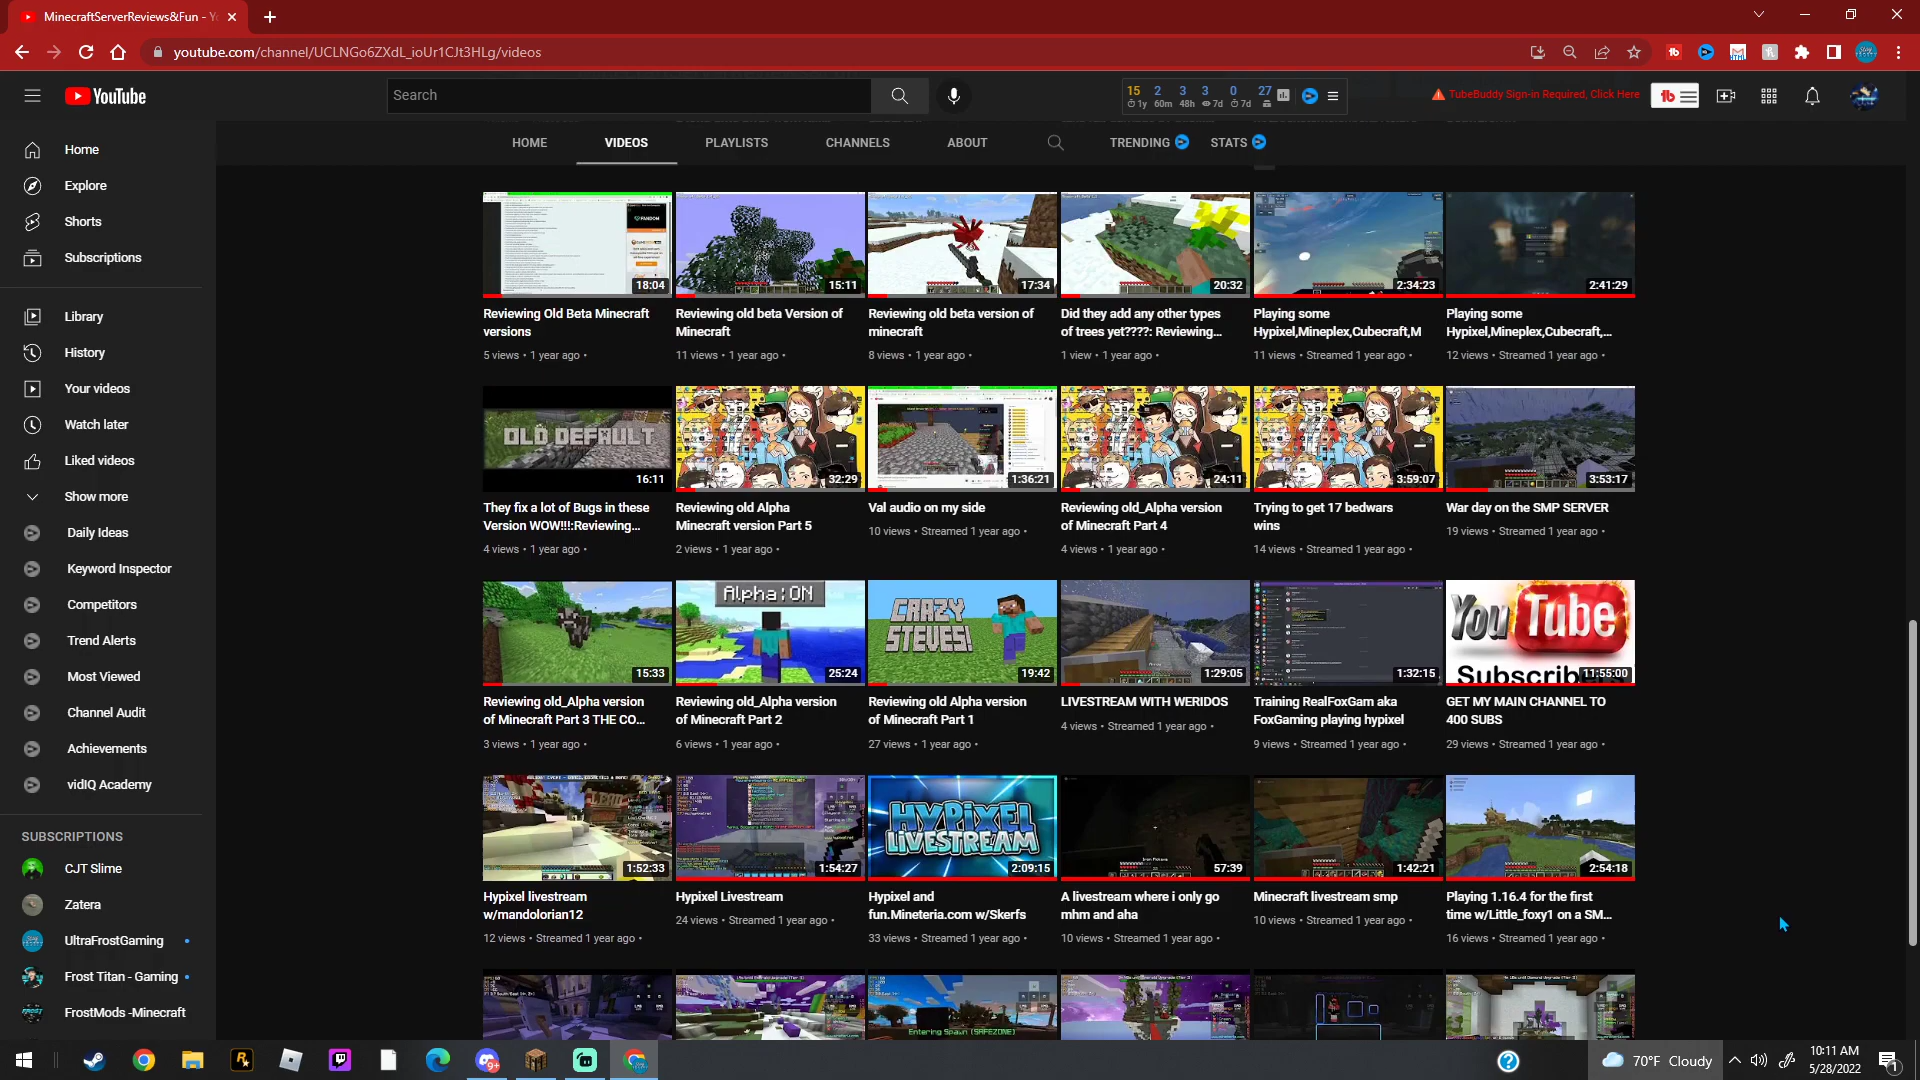 MinecraftServerReviews&Fun - Yo
youtube.com/channel/UCLNGo6ZXdL_ioUr1CJt3HLg/videos
YouTube
Search
15 2 3 3 0 27
1y 60m 48h 7d 7d
TubeBuddy Sign-in Required, Click Here
HOME VIDEOS PLAYLISTS CHANNELS ABOUT TRENDING STATS
Home
Explore
Shorts
Subscriptions
Library
History
Your videos
Watch later
Liked videos
Show more
Daily Ideas
Keyword Inspector
Competitors
Trend Alerts
Most Viewed
Channel Audit
Achievements
vidIQ Academy
SUBSCRIPTIONS
CJT Slime
Zatera
UltraFrostGaming
Frost Titan - Gaming
FrostMods -Minecraft
FANDOM
18:04
Reviewing Old Beta Minecraft
versions
5 views • 1 year ago •
15:11
Reviewing old beta Version of
Minecraft
11 views • 1 year ago •
17:34
Reviewing old beta version of
minecraft
8 views • 1 year ago •
20:32
Did they add any other types
of trees yet????: Reviewing...
1 view • 1 year ago •
2:34:23
Playing some
Hypixel,Mineplex,Cubecraft,M
11 views • Streamed 1 year ago •
2:41:29
Playing some
Hypixel,Mineplex,Cubecraft,...
12 views • Streamed 1 year ago •
OLD DEFAULT
16:11
They fix a lot of Bugs in these
Version WOW!!!:Reviewing...
4 views • 1 year ago •
32:29
Reviewing old Alpha
Minecraft version Part 5
2 views • 1 year ago •
1:36:21
Val audio on my side
10 views • Streamed 1 year ago •
24:11
Reviewing old_Alpha version
of Minecraft Part 4
4 views • 1 year ago •
3:59:07
Trying to get 17 bedwars
wins
14 views • Streamed 1 year ago •
3:53:17
War day on the SMP SERVER
19 views • Streamed 1 year ago •
15:33
Reviewing old_Alpha version
of Minecraft Part 3 THE CO...
3 views • 1 year ago •
Alpha:ON
25:24
Reviewing old_Alpha version
of Minecraft Part 2
6 views • 1 year ago •
CRAZY
STEVES!
19:42
Reviewing old Alpha version
of Minecraft Part 1
27 views • 1 year ago •
1:29:05
LIVESTREAM WITH WERIDOS
4 views • Streamed 1 year ago •
1:32:15
Training RealFoxGam aka
FoxGaming playing hypixel
9 views • Streamed 1 year ago •
YouTube
Subscribe
11:55:00
GET MY MAIN CHANNEL TO
400 SUBS
29 views • Streamed 1 year ago •
1:52:33
Hypixel livestream
w/mandolorian12
12 views • Streamed 1 year ago •
1:54:27
Hypixel Livestream
24 views • Streamed 1 year ago •
HYPIXEL
LIVESTREAM
2:09:15
Hypixel and
fun.Mineteria.com w/Skerfs
33 views • Streamed 1 year ago •
57:39
A livestream where i only go
mhm and aha
10 views • Streamed 1 year ago •
1:42:21
Minecraft livestream smp
10 views • Streamed 1 year ago •
2:54:18
Playing 1.16.4 for the first
time w/Little_foxy1 on a SM...
16 views • Streamed 1 year ago •
Entering Spawn (SAFEZONE)
70°F Cloudy
10:11 AM
5/28/2022